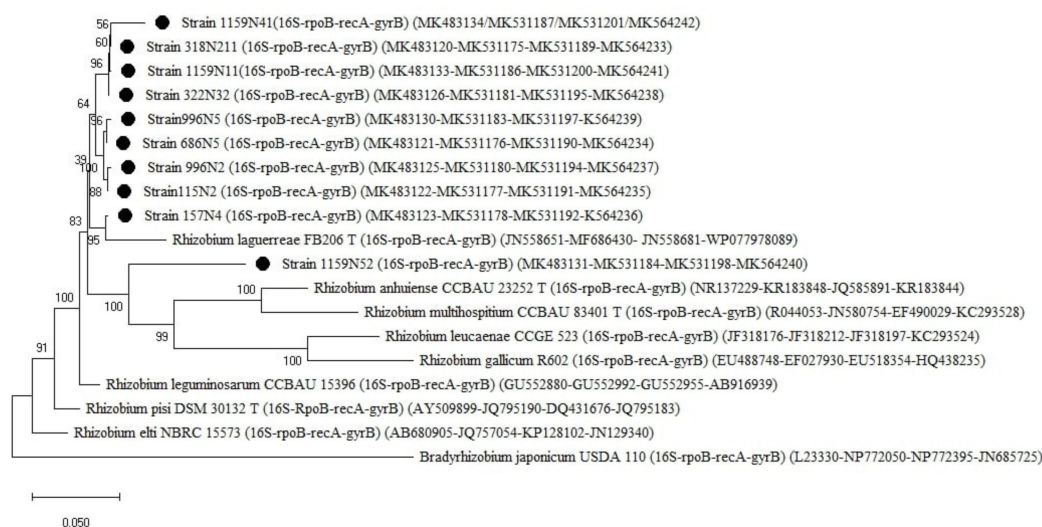 56
Strain 1159N41(16S-rpoB-recA-gyrB) (MK483134/MK531187/MK531201/MK564242)
60
Strain 318N211 (16S-rpoB-recA-gyrB) (MK483120-MK531175-MK531189-MK564233)
96
Strain 1159N11(16S-rpoB-recA-gyrB) (MK483133-MK531186-MK531200-MK564241)
Strain 322N32 (16S-rpoB-recA-gyrB) (MK483126-MK531181-MK531195-MK564238)
64
Strain996N5 (16S-rpoB-recA-gyrB) (MK483130-MK531183-MK531197-K564239)
Strain 686N5 (16S-rpoB-recA-gyrB) (MK483121-MK531176-MK531190-MK564234)
39
100
Strain 996N2 (16S-rpoB-recA-gyrB) (MK483125-MK531180-MK531194-MK564237)
88
Strain115N2 (16S-rpoB-recA-gyrB) (MK483122-MK531177-MK531191-MK564235)
83
Strain 157N4 (16S-rpoB-recA-gyrB) (MK483123-MK531178-MK531192-K564236)
95
Rhizobium laguerreae FB206 T (16S-rpoB-recA-gyrB) (JN558651-MF686430- JN558681-WP077978089)
Strain 1159N52 (16S-rpoB-recA-gyrB) (MK483131-MK531184-MK531198-MK564240)
100
Rhizobium anhuiense CCBAU 23252 T (16S-rpoB-recA-gyrB) (NR137229-KR183848-JQ585891-KR183844)
100
100
Rhizobium multihospitium CCBAU 83401 T (16S-rpoB-recA-gyrB) (R044053-JN580754-EF490029-KC293528)
99
Rhizobium leucaenae CCGE 523 (16S-rpoB-recA-gyrB) (JF318176-JF318212-JF318197-KC293524)
91
100
Rhizobium gallicum R602 (16S-rpoB-recA-gyrB) (EU488748-EF027930-EU518354-HQ438235)
Rhizobium leguminosarum CCBAU 15396 (16S-rpoB-recA-gyrB) (GU552880-GU552992-GU552955-AB916939)
Rhizobium pisi DSM 30132 T (16S-RpoB-recA-GyrB) (AY509899-JQ795190-DQ431676-JQ795183)
Rhizobium elti NBRC 15573 (16S-rpoB-recA-gyrB) (AB680905-JQ757054-KP128102-JN129340)
Bradyrhizobium japonicum USDA 110 (16S-rpoB-recA-gyrB) (L23330-NP772050-NP772395-JN685725)
0.050